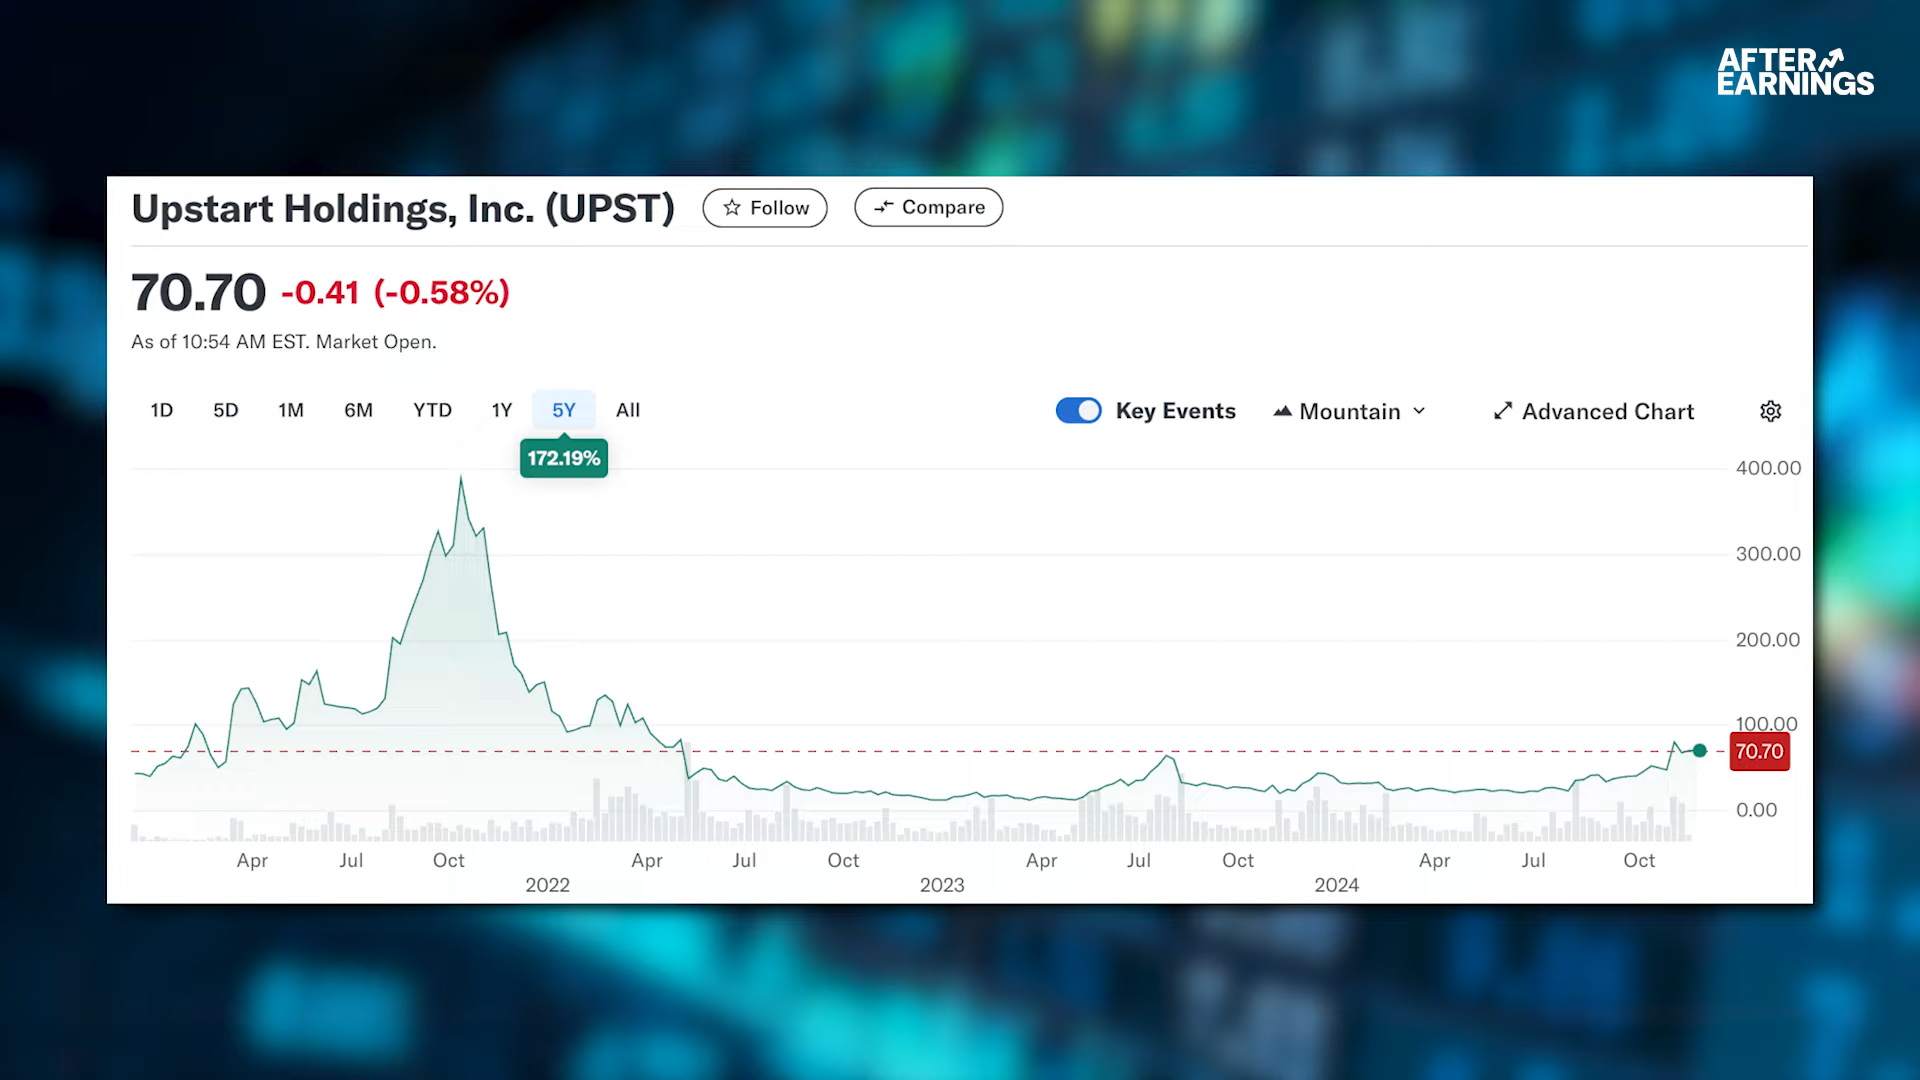 AFTER
EARNINGS
Upstart Holdings, Inc. (UPST)
Follow
Compare
70.70 -0.41 (-0.58%)
As of 10:54 AM EST. Market Open.
1D 5D 1M 6M YTD 1Y 5Y All
Key Events
Mountain
Advanced Chart
172.19%
400.00
300.00
200.00
100.00
70.70
0.00
Apr Jul Oct Apr Jul Oct Apr Jul Oct Apr Jul Oct
2022 2023 2024